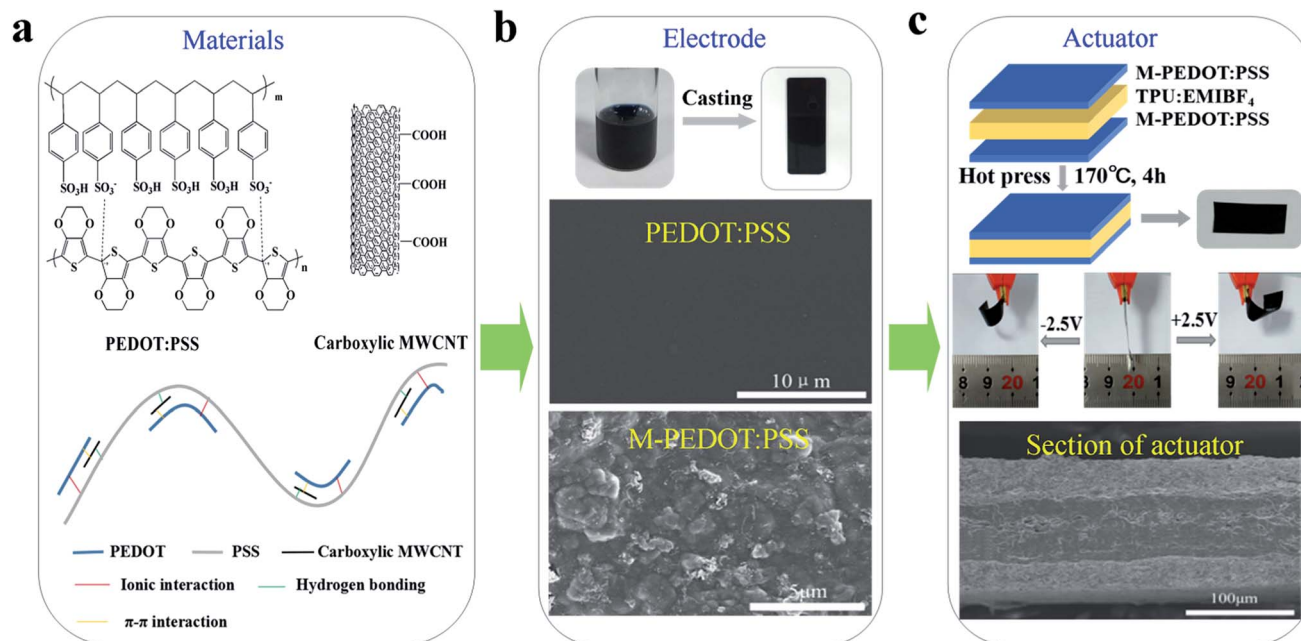 a
Materials
m
COOH
COOH
COOH
SO₃H SO₃⁻ SO₃H SO₃H SO₃H SO₃⁻
O O O O O O
S S S S S S
n
O O O O O O
PEDOT:PSS
Carboxylic MWCNT
PEDOT
PSS
Carboxylic MWCNT
Ionic interaction
Hydrogen bonding
π-π interaction
b
Electrode
Casting
PEDOT:PSS
10 μm
M-PEDOT:PSS
5μm
c
Actuator
M-PEDOT:PSS
TPU:EMIBF₄
M-PEDOT:PSS
Hot press
170℃, 4h
-2.5V
+2.5V
8 9 20 1
9 20 1
8 9 20 1
Section of actuator
100μm